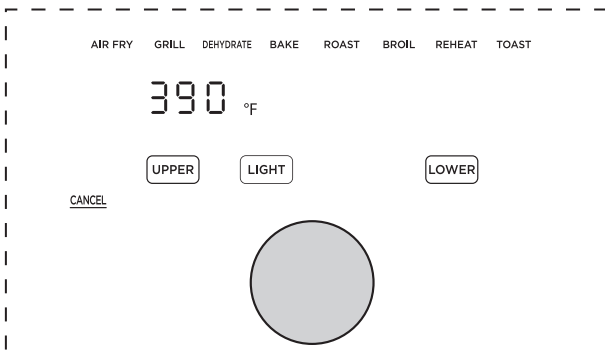 AIR FRY GRILL DEHYDRATE BAKE ROAST BROIL REHEAT TOAST
390 °F
UPPER LIGHT LOWER
CANCEL